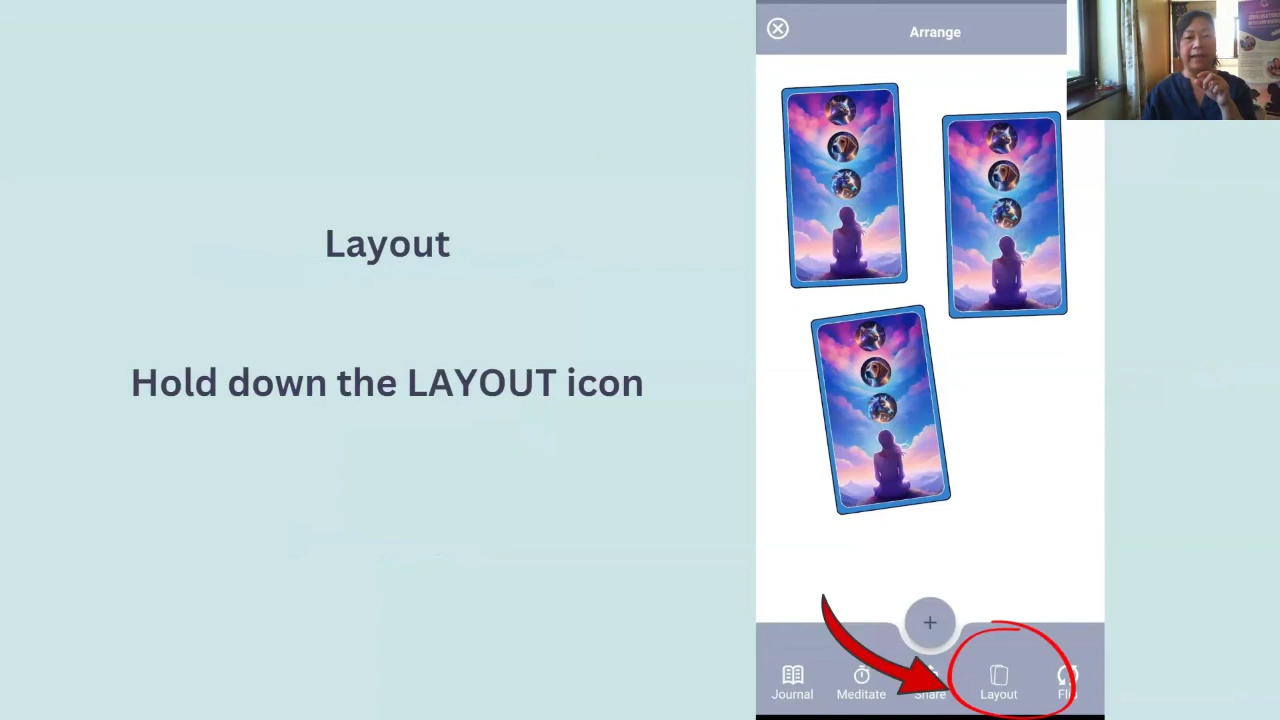 Arrange
Layout
Hold down the LAYOUT icon
Journal
Meditate
Share
Layout